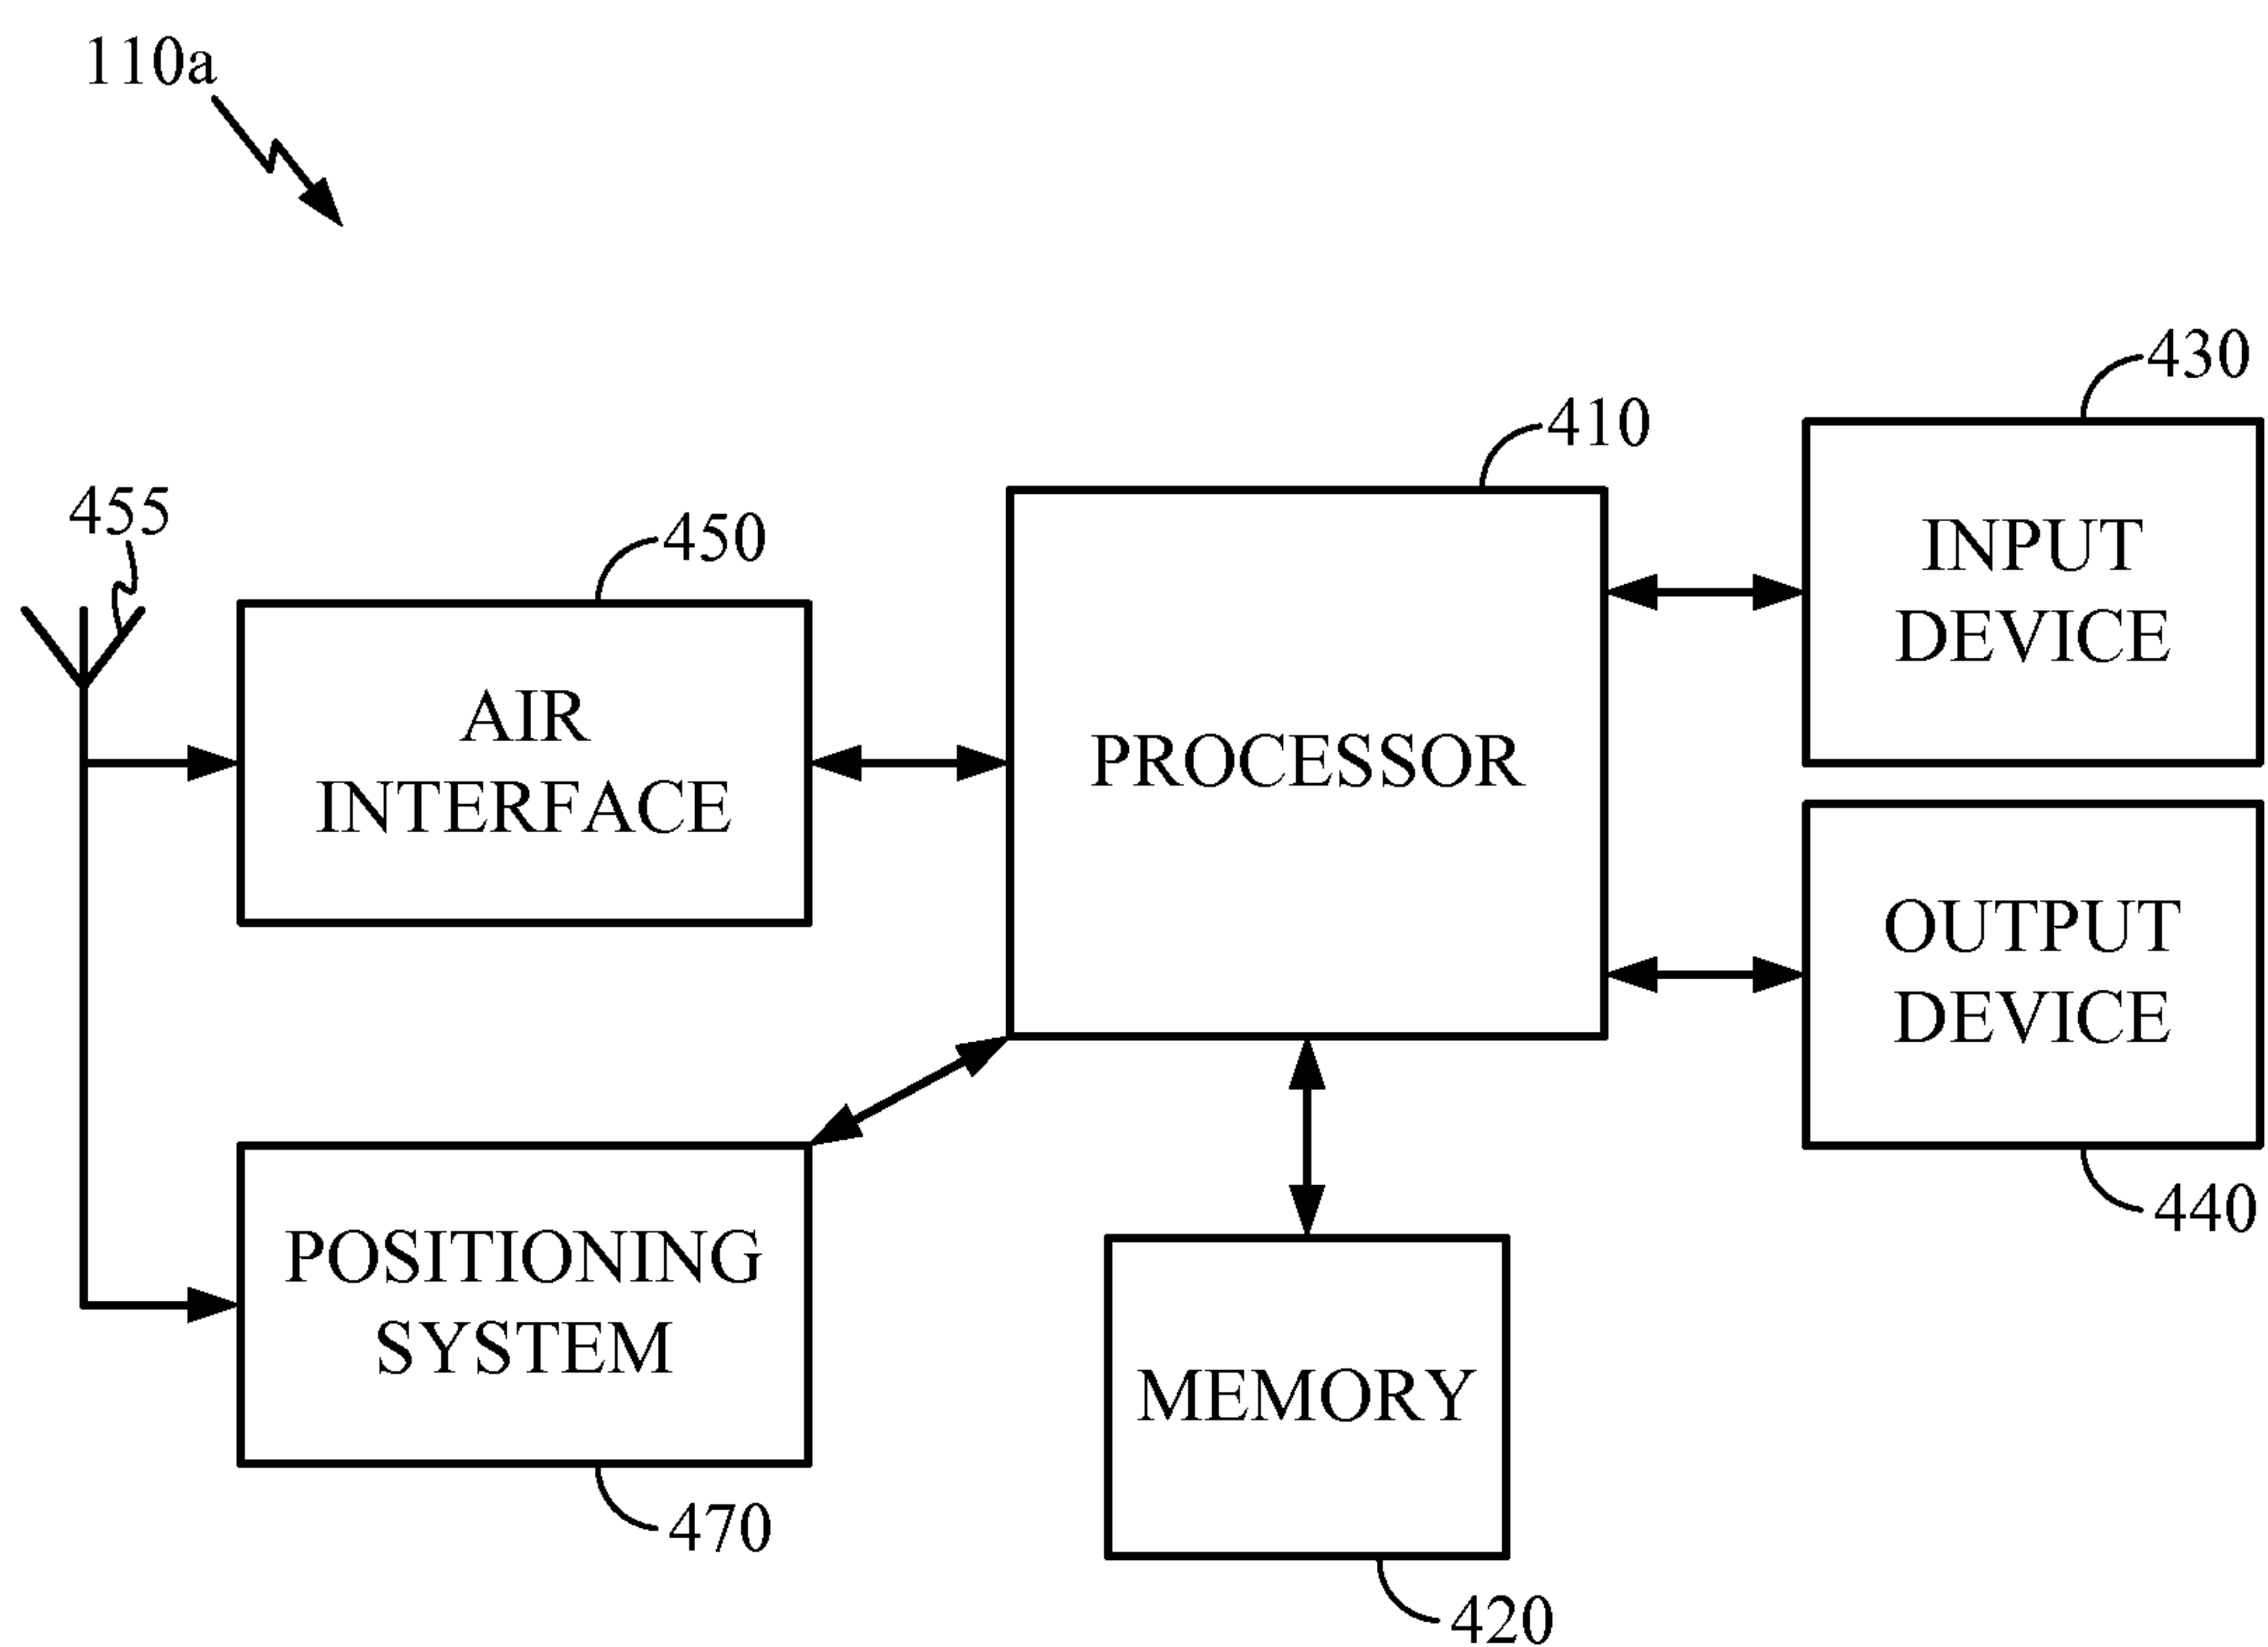 110a
430
410
455
450
INPUT
DEVICE
AIR
INTERFACE
PROCESSOR
OUTPUT
DEVICE
440
POSITIONING
SYSTEM
MEMORY
470
420